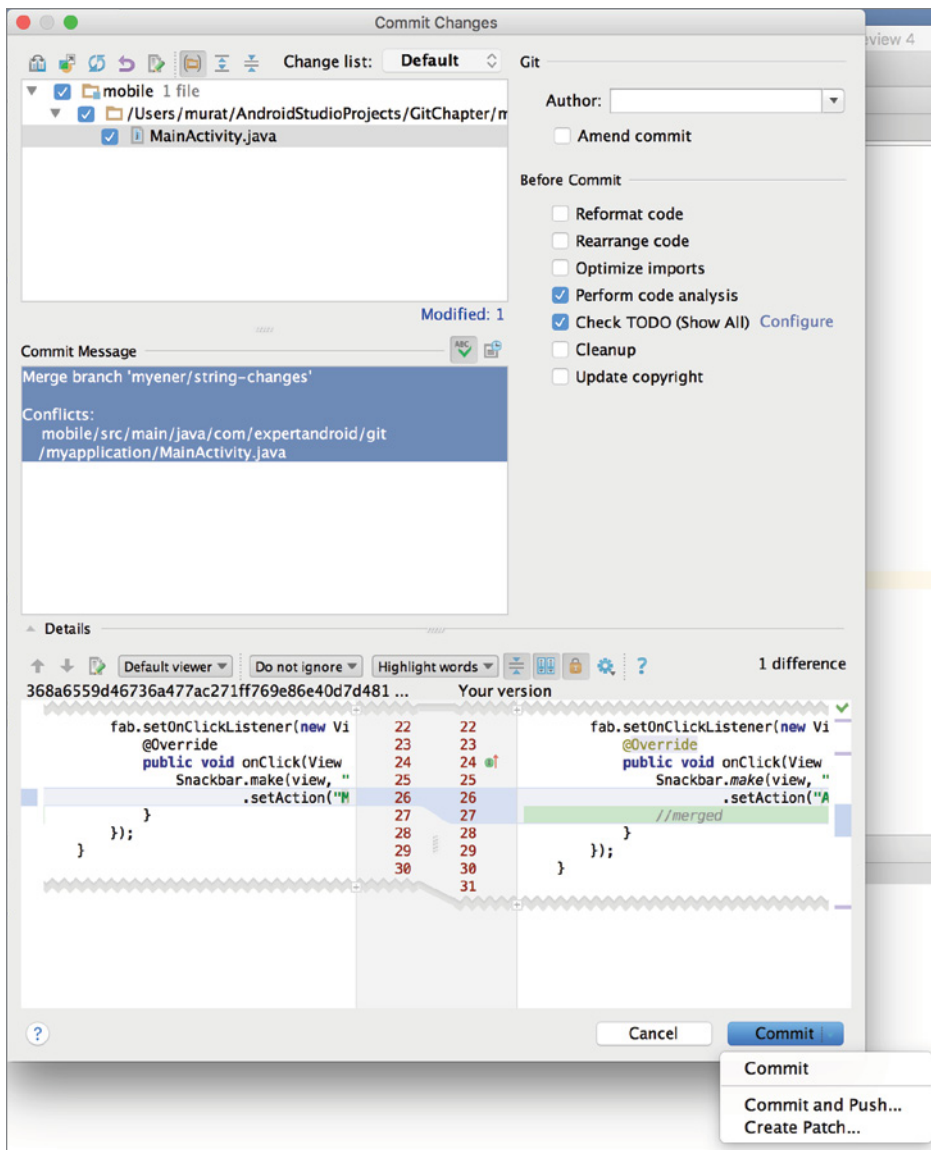 Commit Changes
view 4
Change list: Default
mobile 1 file
/Users/murat/AndroidStudioProjects/GitChapter/m
MainActivity.java
Modified: 1
Git
Author:
Amend commit
Before Commit
Reformat code
Rearrange code
Optimize imports
Perform code analysis
Check TODO (Show All) Configure
Cleanup
Update copyright
Commit Message
ABC
Merge branch 'myener/string-changes'
Conflicts:
mobile/src/main/java/com/expertandroid/git
/myapplication/MainActivity.java
Details
Default viewer Do not ignore Highlight words ? 1 difference
368a6559d46736a477ac271ff769e86e40d7d481 ... Your version
fab.setOnClickListener(new Vi 22 22 fab.setOnClickListener(new Vi
@Override 23 23 @Override
public void onClick(View 24 24 public void onClick(View
Snackbar.make(view, " 25 25 Snackbar.make(view, "
.setAction("M 26 26 .setAction("A
} 27 27 //merged
}); 28 28 }
} 29 29 });
30 30 }
31
? Cancel Commit
Commit
Commit and Push...
Create Patch...